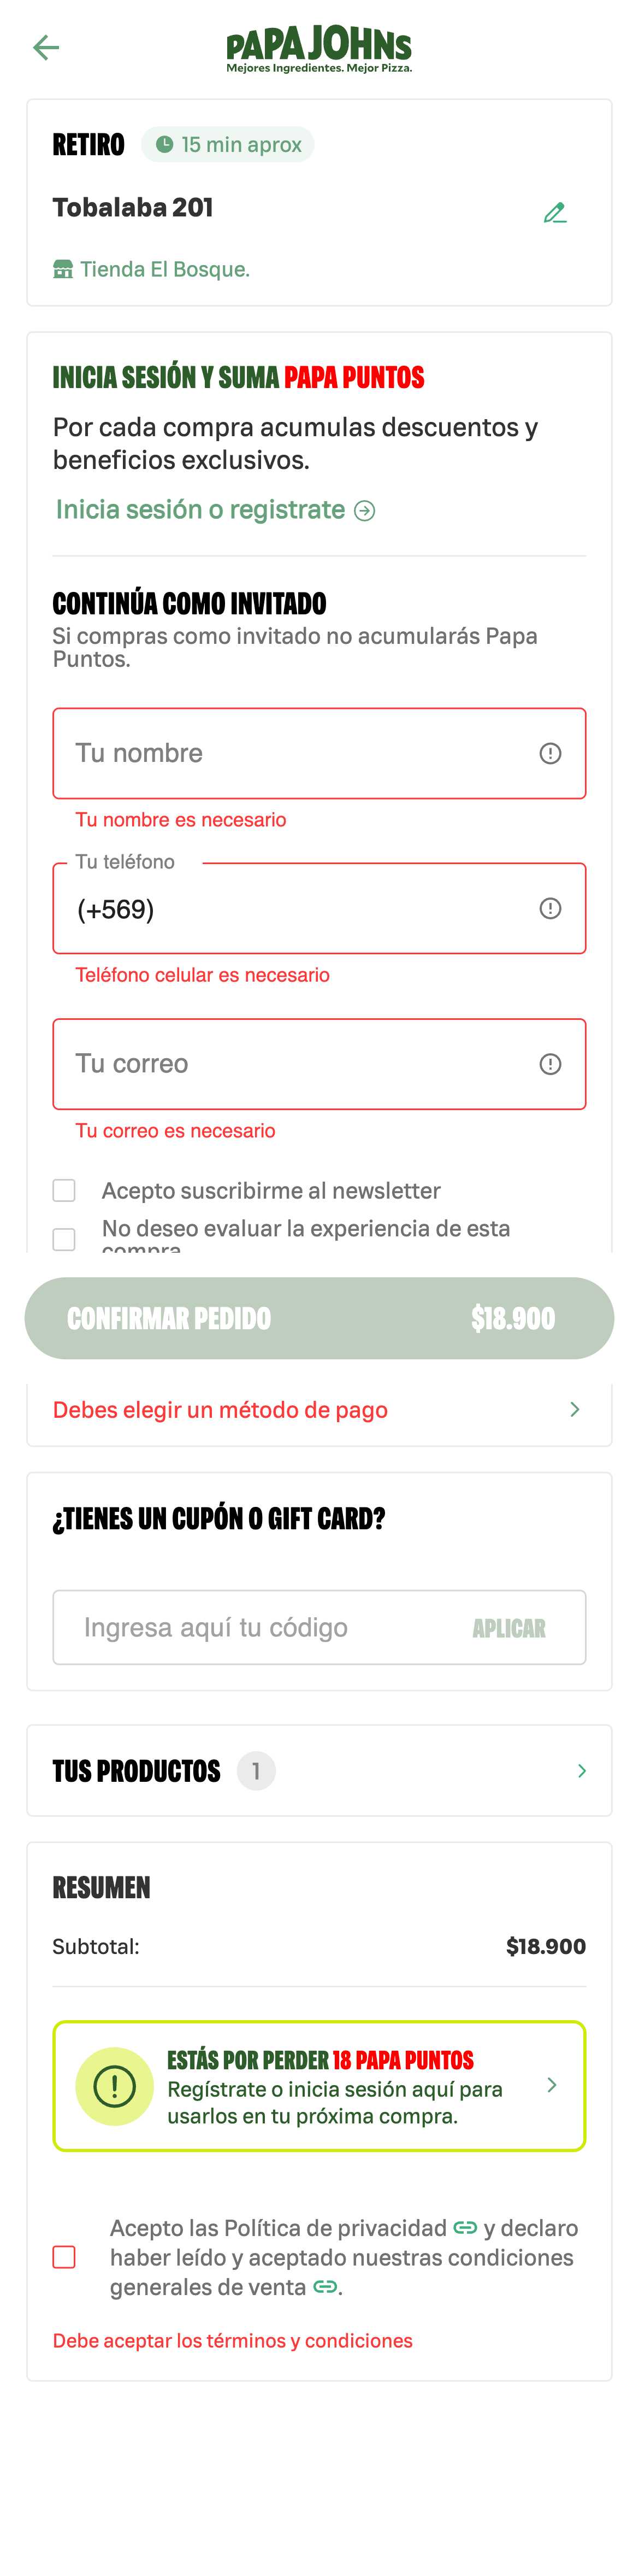 PAPA JOHNS
Mejores Ingredientes. Mejor Pizza.
RETIRO 15 min aprox
Tobalaba 201
Tienda El Bosque.
INICIA SESIÓN Y SUMA PAPA PUNTOS
Por cada compra acumulas descuentos y
beneficios exclusivos.
Inicia sesión o registrate
CONTINÚA COMO INVITADO
Si compras como invitado no acumularás Papa
Puntos.
Tu nombre
Tu nombre es necesario
Tu teléfono
(+569)
Teléfono celular es necesario
Tu correo
Tu correo es necesario
Acepto suscribirme al newsletter
No deseo evaluar la experiencia de esta
compra
CONFIRMAR PEDIDO $18.900
Debes elegir un método de pago
¿TIENES UN CUPÓN O GIFT CARD?
Ingresa aquí tu código APLICAR
TUS PRODUCTOS 1
RESUMEN
Subtotal: $18.900
ESTÁS POR PERDER 18 PAPA PUNTOS
Regístrate o inicia sesión aquí para
usarlos en tu próxima compra.
Acepto las Política de privacidad y declaro
haber leído y aceptado nuestras condiciones
generales de venta .
Debe aceptar los términos y condiciones